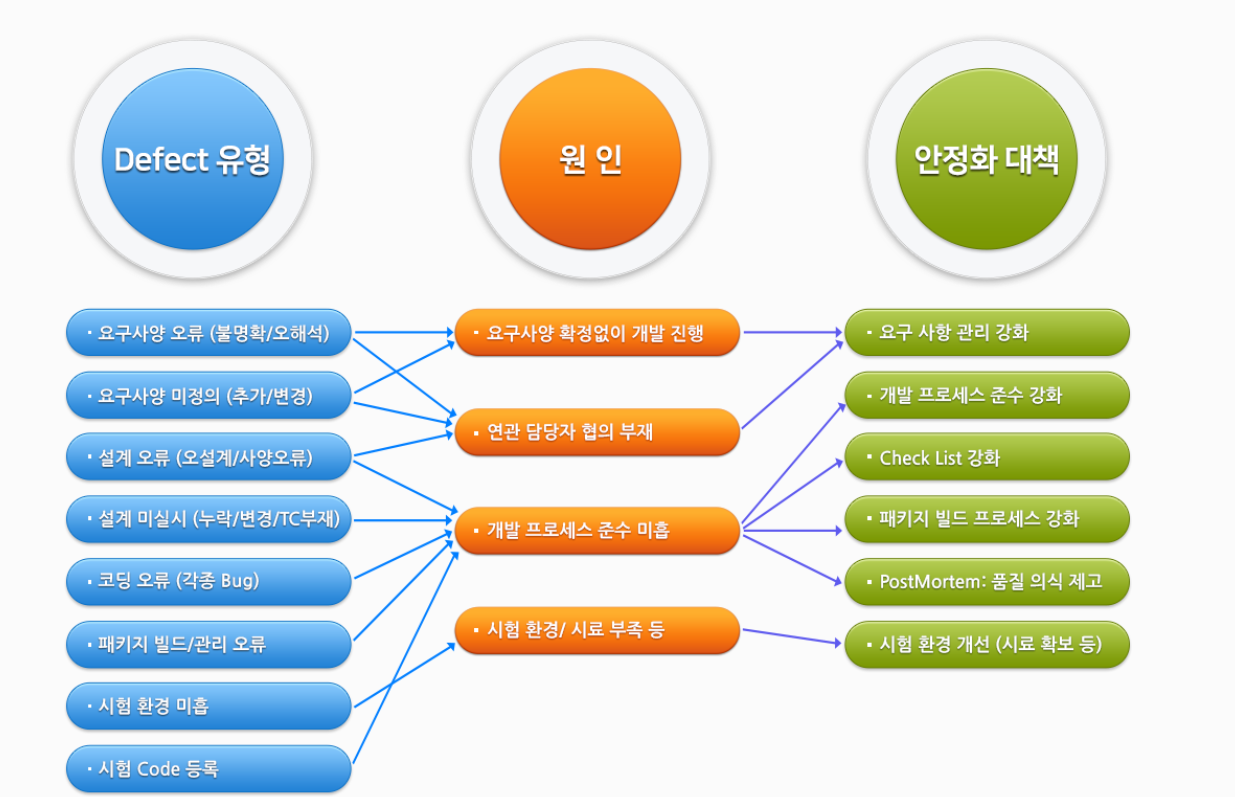 Defect 유형
원 인
안정화 대책
· 요구사양 오류 (불명확/오해석)
· 요구사양 미정의 (추가/변경)
· 설계 오류 (오설계/사양오류)
· 설계 미실시 (누락/변경/TC부재)
· 코딩 오류 (각종 Bug)
· 패키지 빌드/관리 오류
· 시험 환경 미흡
· 시험 Code 등록
· 요구사양 확정없이 개발 진행
· 연관 담당자 협의 부재
· 개발 프로세스 준수 미흡
· 시험 환경/ 시료 부족 등
· 요구 사항 관리 강화
· 개발 프로세스 준수 강화
· Check List 강화
· 패키지 빌드 프로세스 강화
· PostMortem: 품질 의식 제고
· 시험 환경 개선 (시료 확보 등)